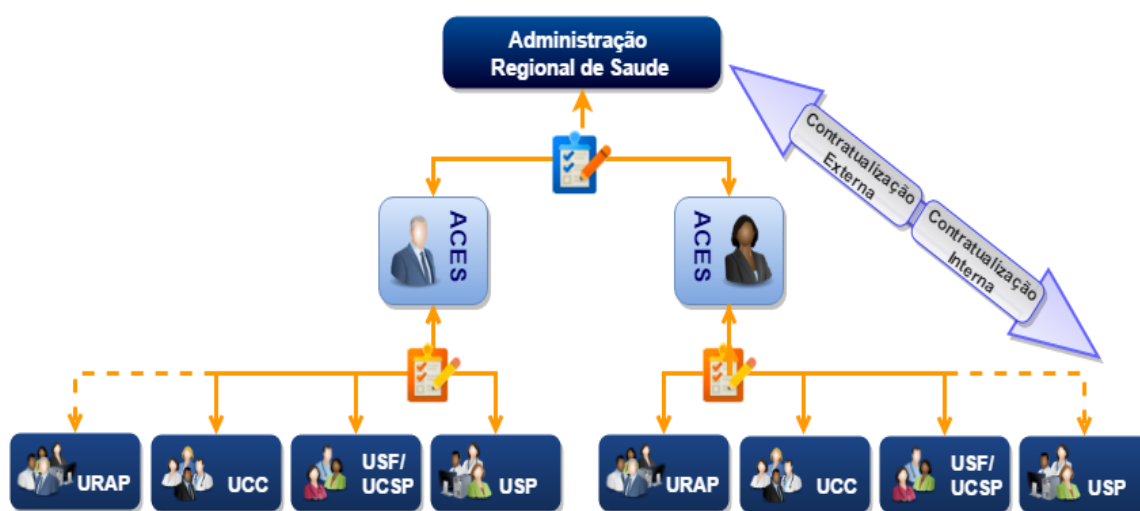 Administração
Regional de Saude
Contratualização
Externa
Contratualização
Interna
ACES
ACES
URAP
UCC
USF/
UCSP
USP
URAP
UCC
USF/
UCSP
USP